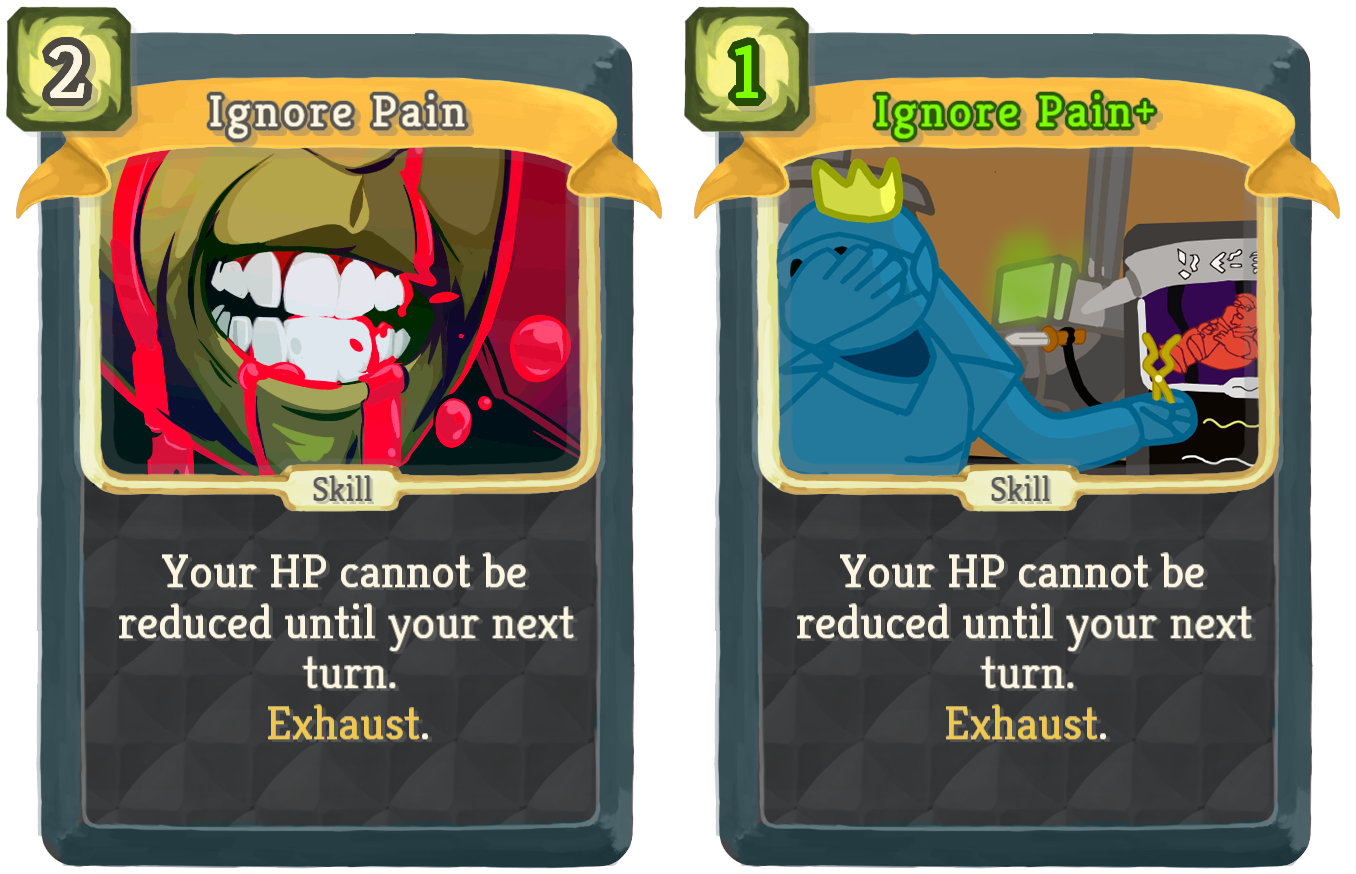 2
Ignore Pain
Skill
Your HP cannot be
reduced until your next
turn.
Exhaust.
1
Ignore Pain+
Skill
Your HP cannot be
reduced until your next
turn.
Exhaust.